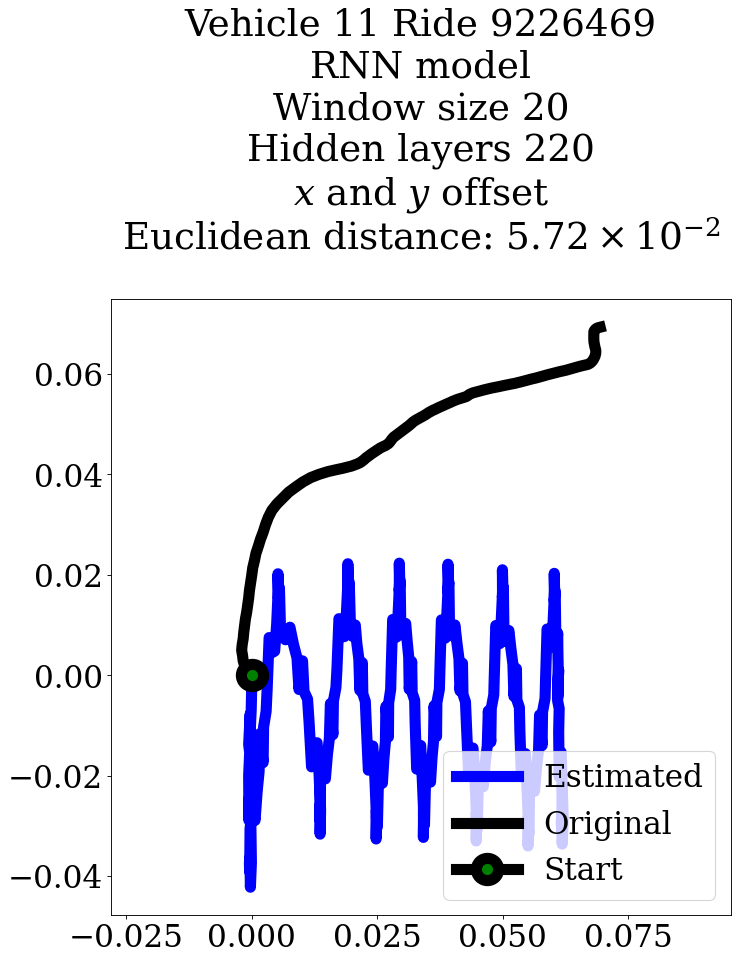 Vehicle 11 Ride 9226469
RNN model
Window size 20
Hidden layers 220
x and y offset
Euclidean distance: 5.72 × 10⁻²
0.06
0.04
0.02
0.00
−0.02
−0.04
−0.025 0.000 0.025 0.050 0.075
Estimated
Original
Start